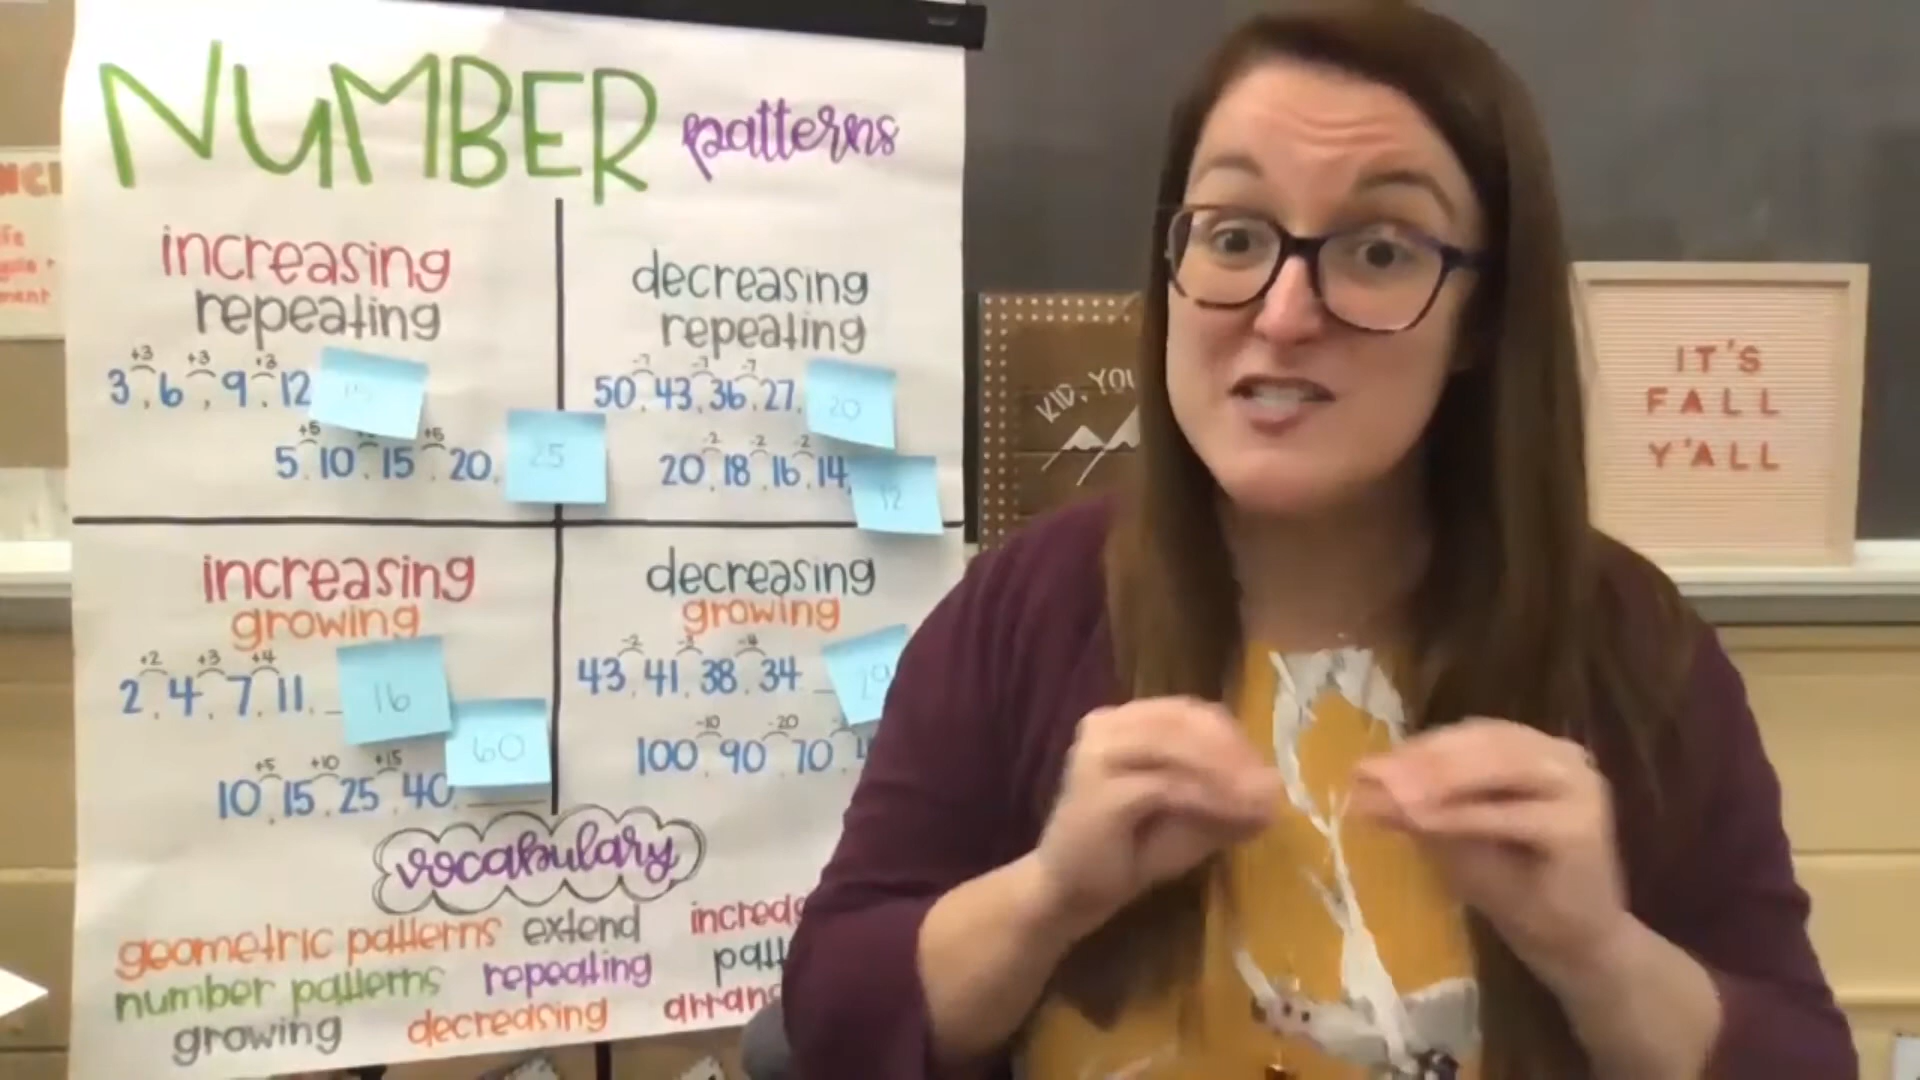 NUMBER patterns
increasing
repeating
+3 +3 +3
3, 6, 9, 12
+5 +5
5, 10, 15, 20, 25
decreasing
repeating
-7 -7 -7
50, 43, 36, 27, 20
-2 -2 -2
20, 18, 16, 14, 12
increasing
growing
+2 +3 +4
2, 4, 7, 11, _ 16
+5 +10 +15
10, 15, 25, 40, 60
decreasing
growing
-2 -3 -4
43, 41, 38, 34, _ 29
-10 -20
100, 90, 70
vocabulary
geometric patterns extend
number patterns repeating
growing decreasing
KID, YOU
IT'S
FALL
Y'ALL